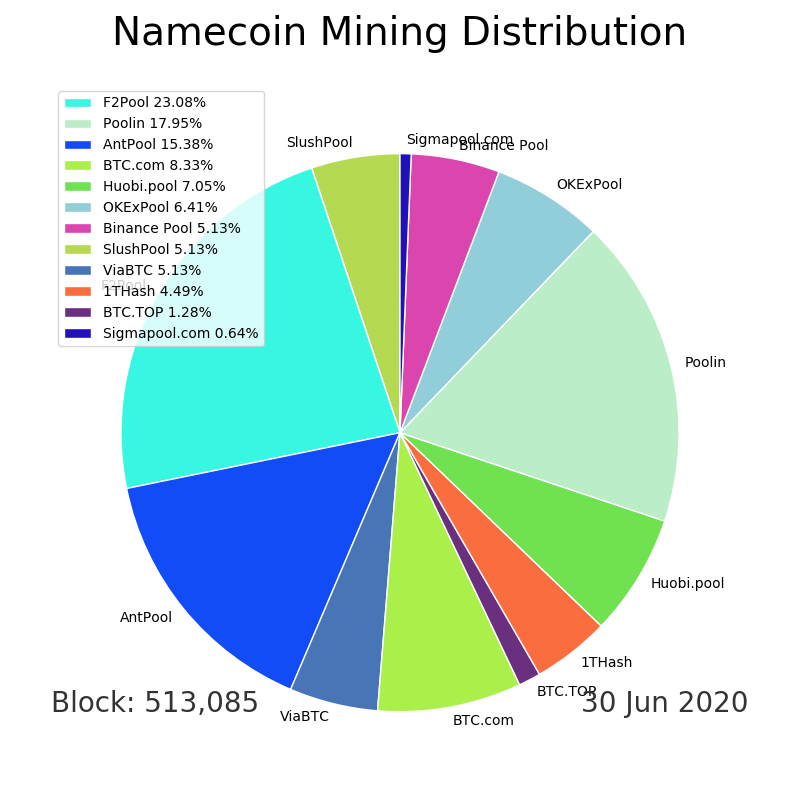 Namecoin Mining Distribution
F2Pool 23.08%
Poolin 17.95%
AntPool 15.38%
BTC.com 8.33%
Huobi.pool 7.05%
OKExPool 6.41%
Binance Pool 5.13%
SlushPool 5.13%
ViaBTC 5.13%
1THash 4.49%
BTC.TOP 1.28%
Sigmapool.com 0.64%
SlushPool
Sigmapool.com
Binance Pool
OKExPool
F2Pool
Poolin
Huobi.pool
AntPool
1THash
BTC.TOP
ViaBTC
BTC.com
Block: 513,085
30 Jun 2020